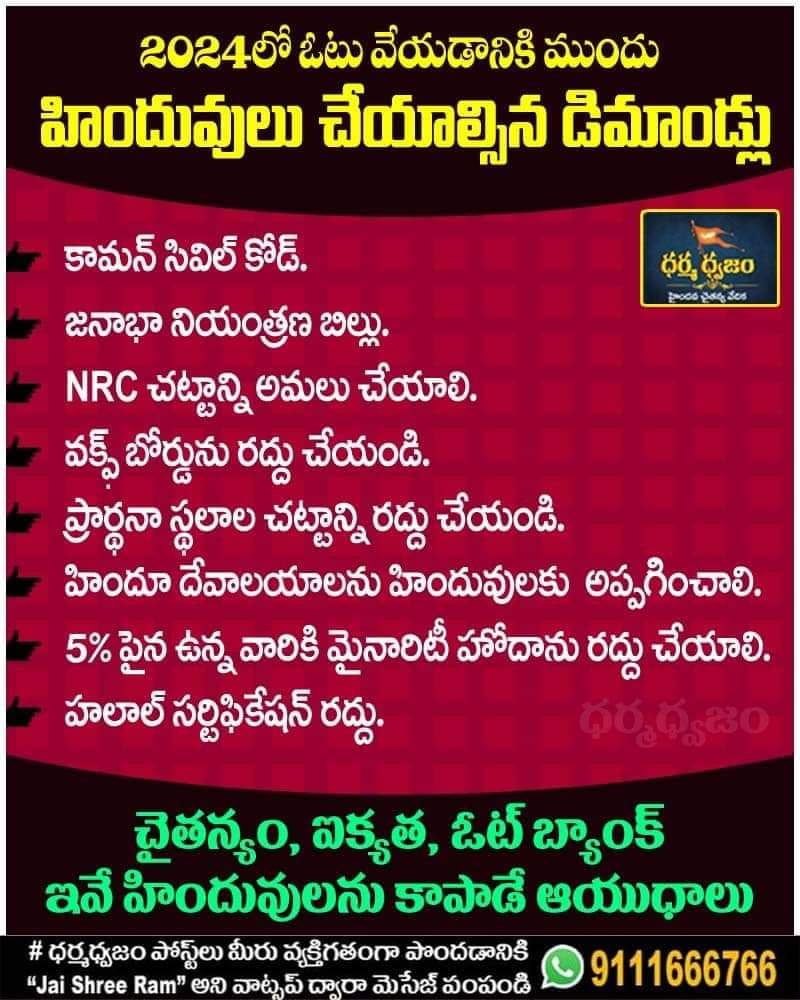 2024లో ఓటు వేయడానికి ముందు
హిందువులు చేయాల్సిన డిమాండ్లు
ధర్మ ధ్వజం
హైందవ చైతన్య వేదిక
కామన్ సివిల్ కోడ్.
జనాభా నియంత్రణ బిల్లు.
NRC చట్టాన్ని అమలు చేయాలి.
వక్ఫ్ బోర్డును రద్దు చేయండి.
ప్రార్థనా స్థలాల చట్టాన్ని రద్దు చేయండి.
హిందూ దేవాలయాలను హిందువులకు అప్పగించాలి.
5% పైన ఉన్న వారికి మైనారిటీ హోదాను రద్దు చేయాలి.
హలాల్ సర్టిఫికేషన్ రద్దు.
ధర్మధ్వజం
చైతన్యం, ఐక్యత, ఓట్ బ్యాంక్
ఇవే హిందువులను కాపాడే ఆయుధాలు
# ధర్మధ్వజం పోస్ట్‌లు మీరు వ్యక్తిగతంగా పొందడానికి
“Jai Shree Ram” అని వాట్సప్ ద్వారా మెసేజ్ పంపండి
9111666766